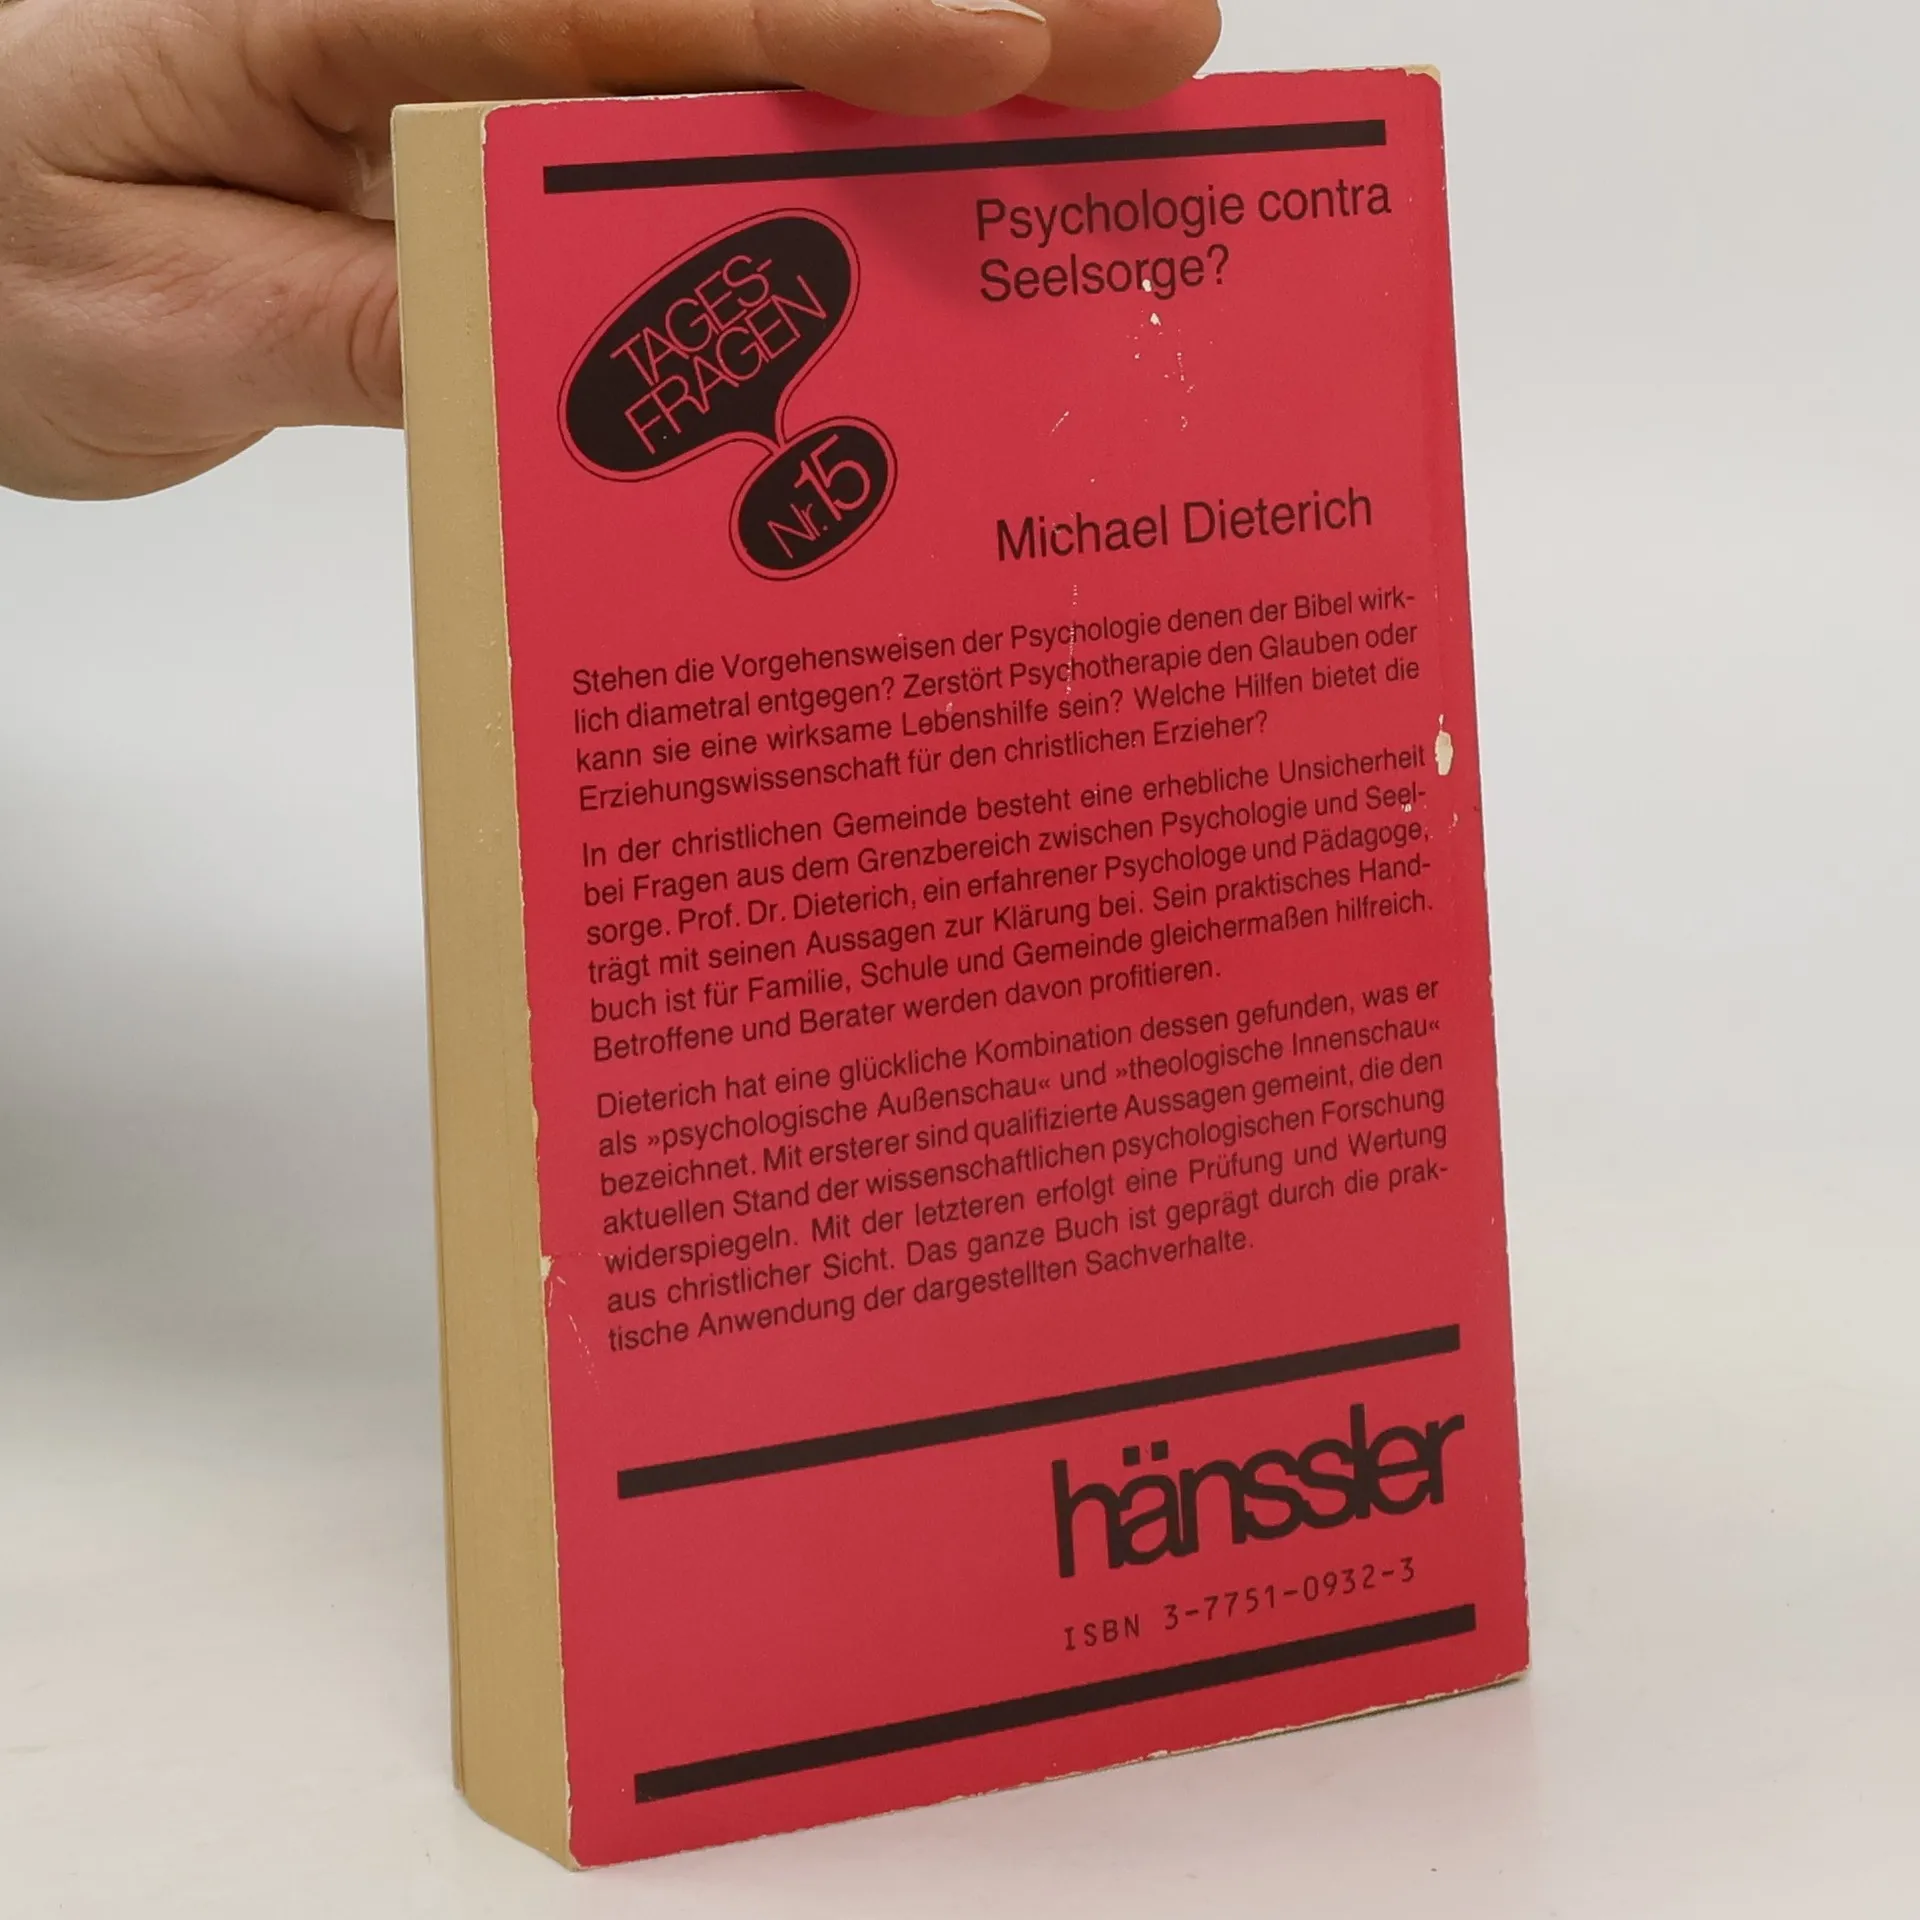 Psychologie contra
Seelsorge?
TAGES-
FRAGEN
Nr. 15
Michael Dieterich
Stehen die Vorgehensweisen der Psychologie denen der Bibel wirk-
lich diametral entgegen? Zerstört Psychotherapie den Glauben oder
kann sie eine wirksame Lebenshilfe sein? Welche Hilfen bietet die
Erziehungswissenschaft für den christlichen Erzieher?
In der christlichen Gemeinde besteht eine erhebliche Unsicherheit
bei Fragen aus dem Grenzbereich zwischen Psychologie und Seel-
sorge. Prof. Dr. Dieterich, ein erfahrener Psychologe und Pädagoge,
trägt mit seinen Aussagen zur Klärung bei. Sein praktisches Hand-
buch ist für Familie, Schule und Gemeinde gleichermaßen hilfreich.
Betroffene und Berater werden davon profitieren.
Dieterich hat eine glückliche Kombination dessen gefunden, was er
als »psychologische Außenschau« und »theologische Innenschau«
bezeichnet. Mit ersterer sind qualifizierte Aussagen gemeint, die den
aktuellen Stand der wissenschaftlichen psychologischen Forschung
widerspiegeln. Mit der letzteren erfolgt eine Prüfung und Wertung
aus christlicher Sicht. Das ganze Buch ist geprägt durch die prak-
tische Anwendung der dargestellten Sachverhalte.
hänssler
ISBN 3-7751-0932-3